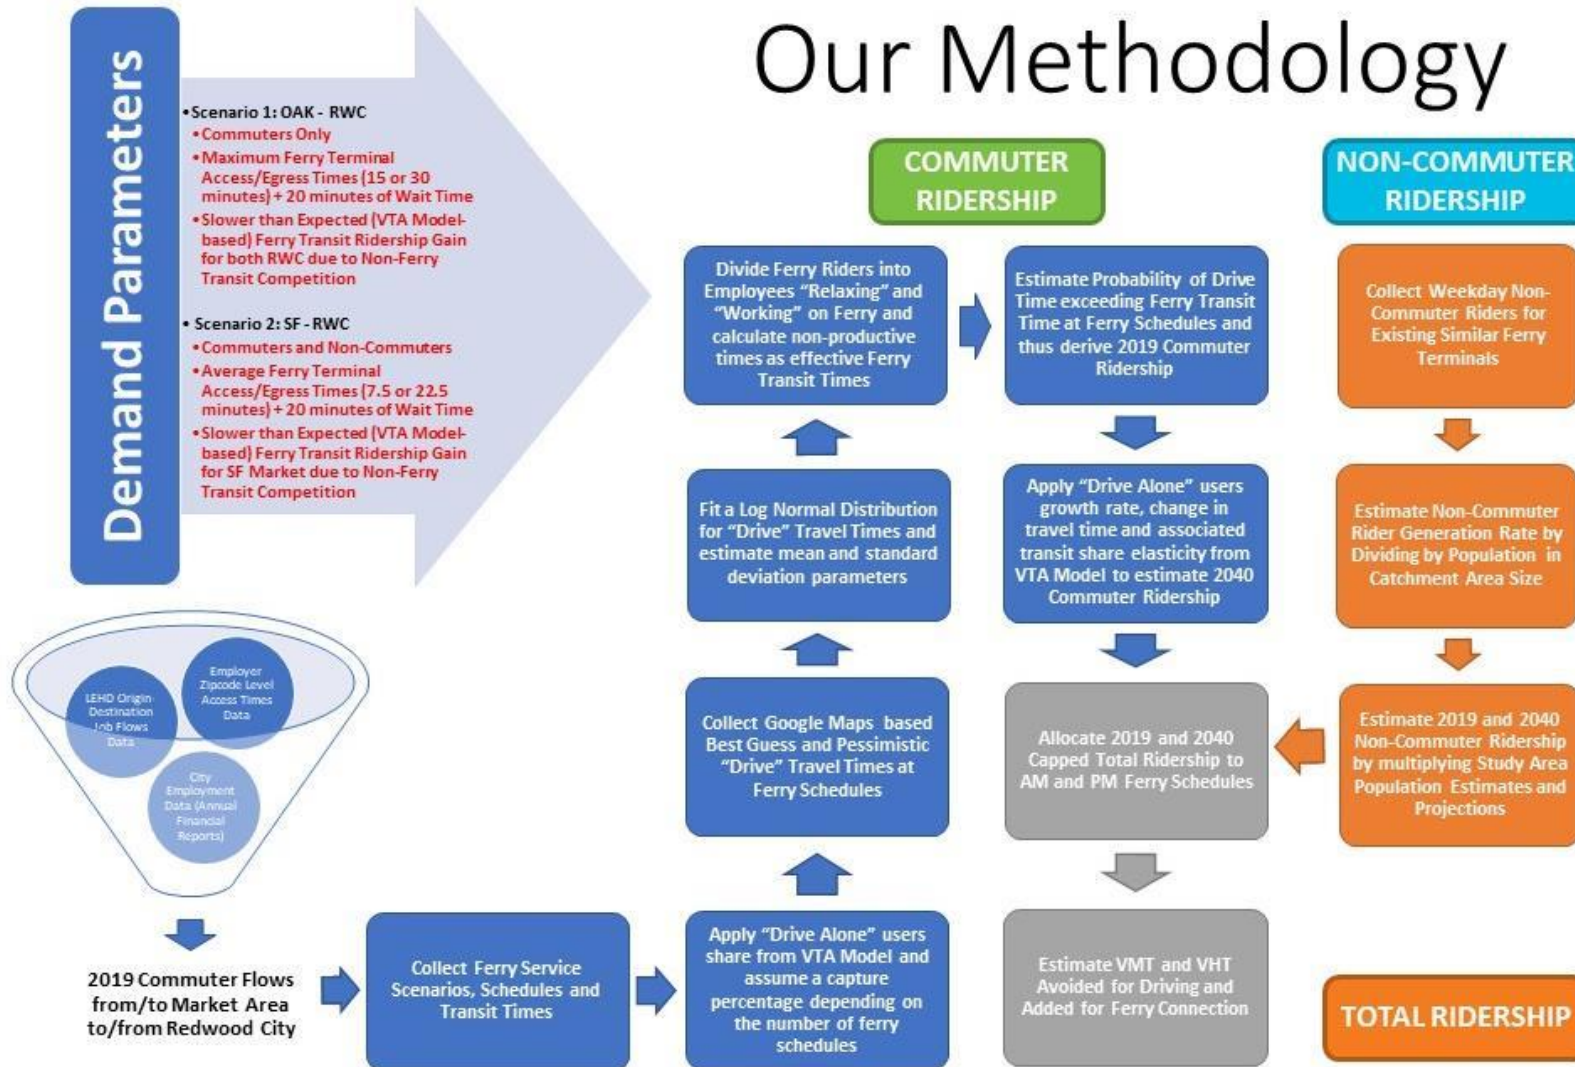 Our Methodology
Demand Parameters
•Scenario 1: OAK - RWC
•Commuters Only
•Maximum Ferry Terminal
Access/Egress Times (15 or 30
minutes) + 20 minutes of Wait Time
•Slower than Expected (VTA Model-
based) Ferry Transit Ridership Gain
for both RWC due to Non-Ferry
Transit Competition
• Scenario 2: SF - RWC
•Commuters and Non-Commuters
•Average Ferry Terminal
Access/Egress Times (7.5 or 22.5
minutes) + 20 minutes of Wait Time
•Slower than Expected (VTA Model-
based) Ferry Transit Ridership Gain
for SF Market due to Non-Ferry
Transit Competition
LEHD Origin-
Destination
Job Flows
Data
Employer
Zipcode Level
Access Times
Data
City
Employment
Data (Annual
Financial
Reports)
2019 Commuter Flows
from/to Market Area
to/from Redwood City
Collect Ferry Service
Scenarios, Schedules and
Transit Times
Apply "Drive Alone" users
share from VTA Model and
assume a capture
percentage depending on
the number of ferry
schedules
Collect Google Maps based
Best Guess and Pessimistic
"Drive" Travel Times at
Ferry Schedules
Fit a Log Normal Distribution
for "Drive" Travel Times and
estimate mean and standard
deviation parameters
COMMUTER
RIDERSHIP
Divide Ferry Riders into
Employees "Relaxing" and
"Working" on Ferry and
calculate non-productive
times as effective Ferry
Transit Times
Estimate Probability of Drive
Time exceeding Ferry Transit
Time at Ferry Schedules and
thus derive 2019 Commuter
Ridership
Apply "Drive Alone" users
growth rate, change in
travel time and associated
transit share elasticity from
VTA Model to estimate 2040
Commuter Ridership
NON-COMMUTER
RIDERSHIP
Collect Weekday Non-
Commuter Riders for
Existing Similar Ferry
Terminals
Estimate Non-Commuter
Rider Generation Rate by
Dividing by Population in
Catchment Area Size
Estimate 2019 and 2040
Non-Commuter Ridership
by multiplying Study Area
Population Estimates and
Projections
Allocate 2019 and 2040
Capped Total Ridership to
AM and PM Ferry Schedules
Estimate VMT and VHT
Avoided for Driving and
Added for Ferry Connection
TOTAL RIDERSHIP